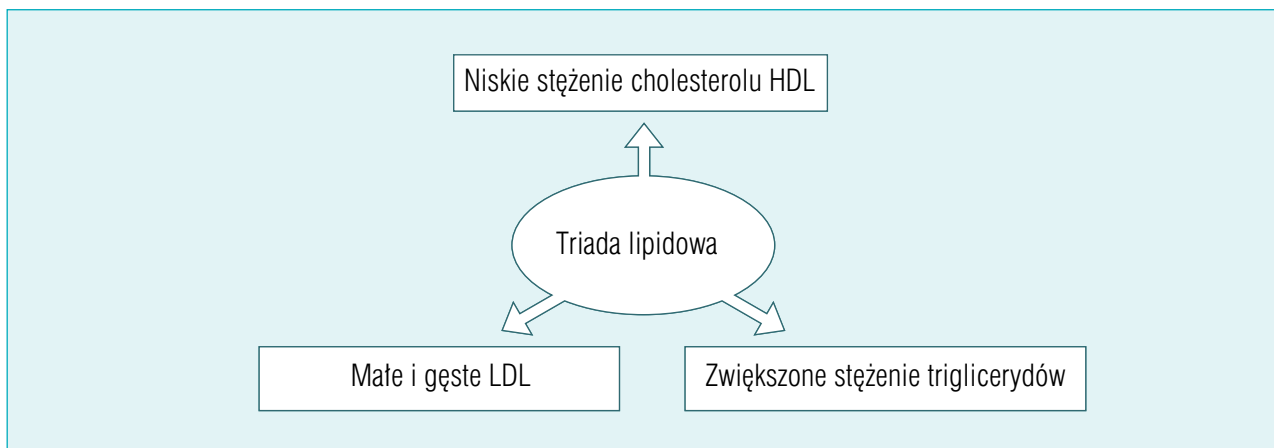 Niskie stężenie cholesterolu HDL
Triada lipidowa
Małe i gęste LDL
Zwiększone stężenie triglicerydów